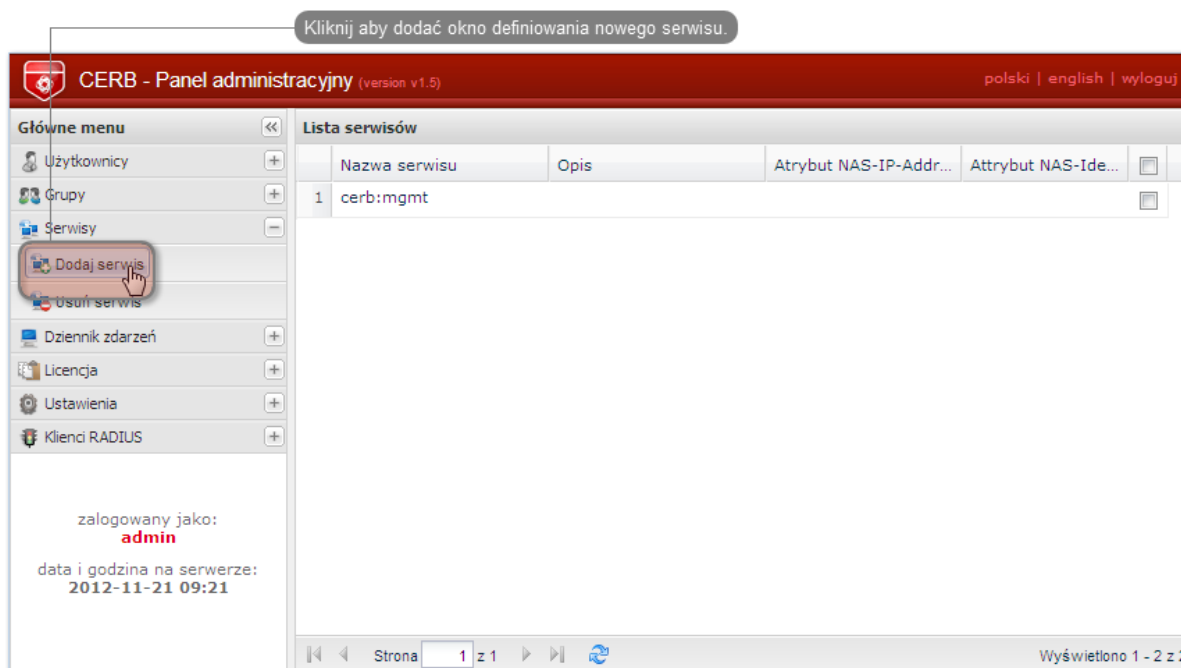 Kliknij aby dodać okno definiowania nowego serwisu.
CERB - Panel administracyjny (version v1.5)
polski | english | wyloguj
Główne menu
Użytkownicy
Grupy
Serwisy
Dodaj serwis
Usuń serwis
Dziennik zdarzeń
Licencja
Ustawienia
Klienci RADIUS
zalogowany jako:
admin
data i godzina na serwerze:
2012-11-21 09:21
Lista serwisów
Nazwa serwisu Opis Atrybut NAS-IP-Addr... Attrybut NAS-Ide...
1 cerb:mgmt
Strona 1 z 1
Wyświetlono 1 - 2 z